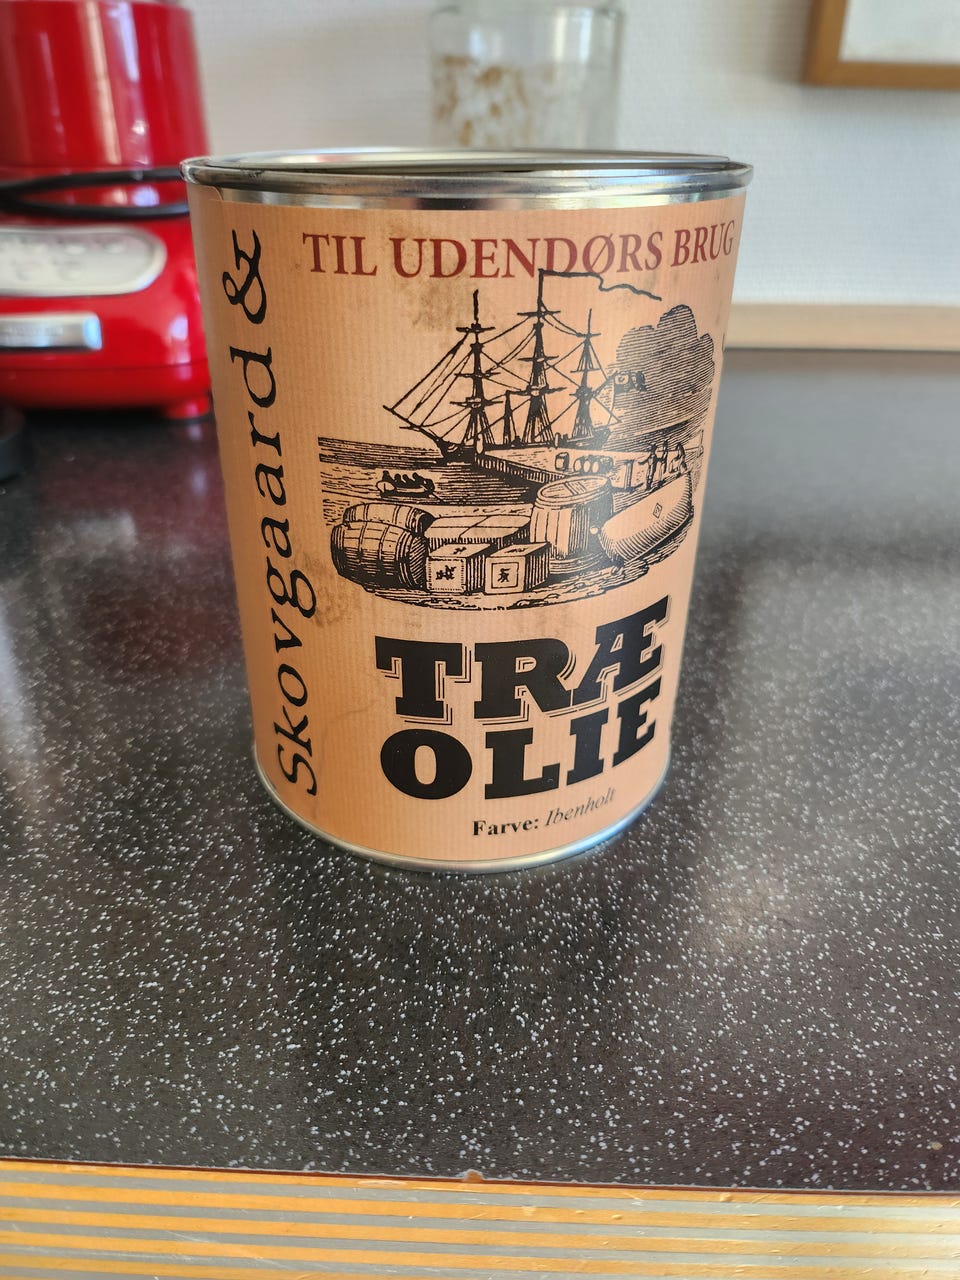 Skovgaard &
TIL UDENDØRS BRUG
TRÆ
OLIE
Farve: Ibenholt